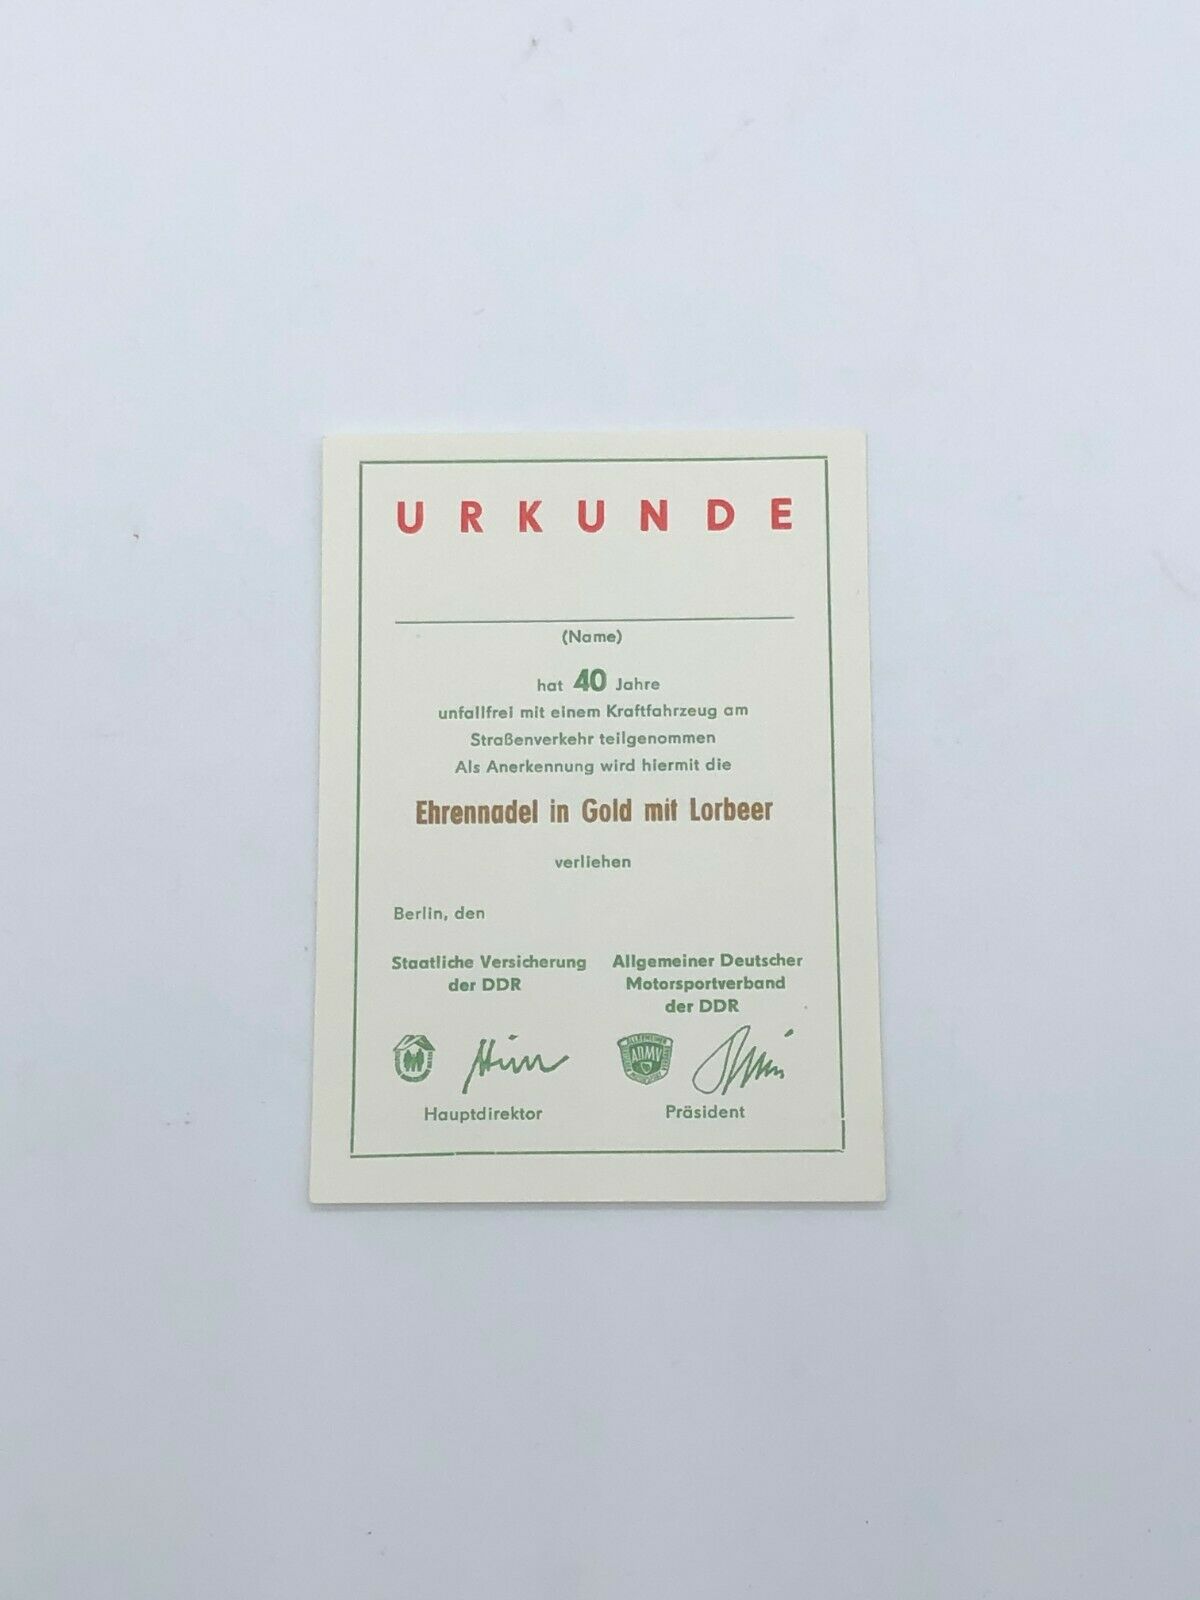 URKUNDE
(Name)
hat 40 Jahre
unfallfrei mit einem Kraftfahrzeug am
Straßenverkehr teilgenommen
Als Anerkennung wird hiermit die
Ehrennadel in Gold mit Lorbeer
verliehen
Berlin, den
Staatliche Versicherung
der DDR
Allgemeiner Deutscher
Motorsportverband
der DDR
ADMV
Hauptdirektor
Präsident